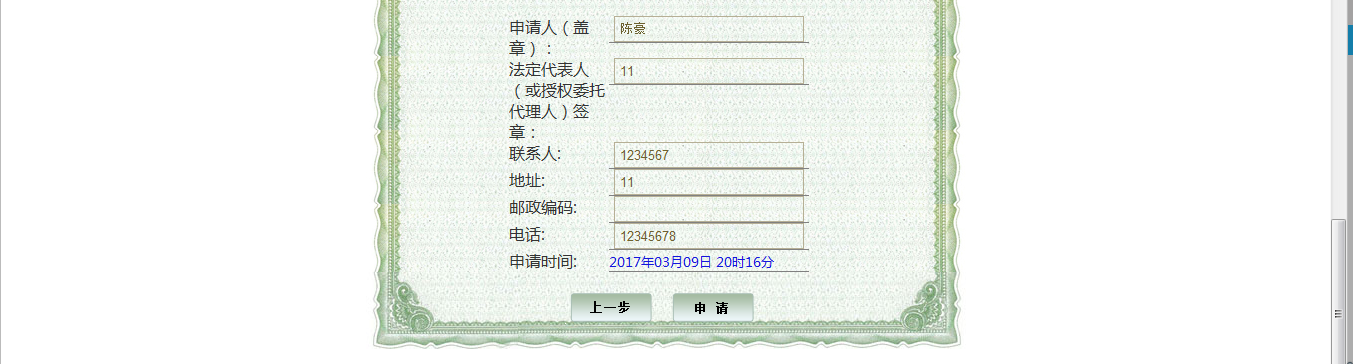 申请人（盖 陈豪
章）：
法定代表人 11
（或授权委托
代理人）签
章：
联系人: 1234567
地址: 11
邮政编码:
电话: 12345678
申请时间: 2017年03月09日 20时16分
上一步 申 请